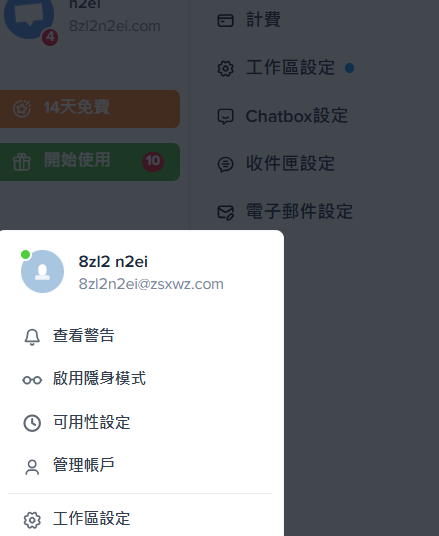 n2ei
8zl2n2ei.com
4
14天免費
開始使用
10
計費
工作區設定
Chatbox設定
收件匣設定
電子郵件設定
8zl2 n2ei
8zl2n2ei@zsxwz.com
查看警告
啟用隱身模式
可用性設定
管理帳戶
工作區設定